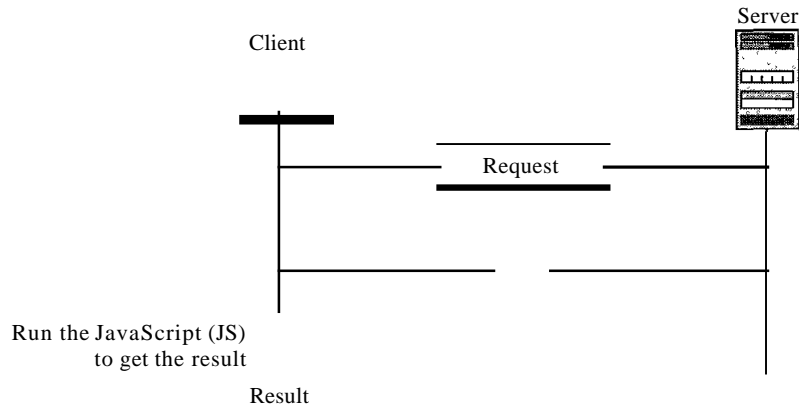 Server
Client
Request
Run the JavaScript (JS)
to get the result
Result